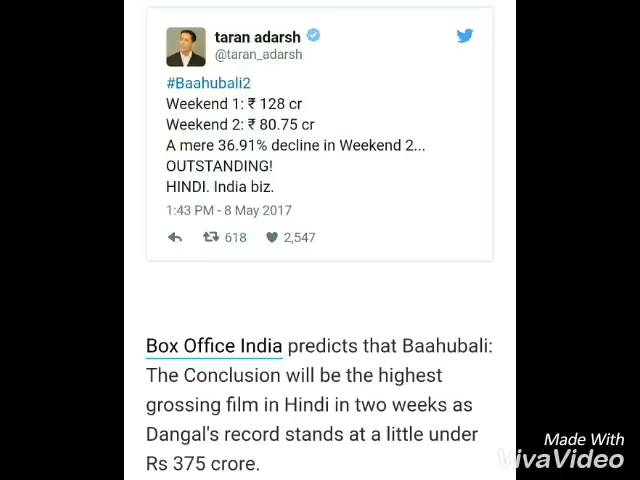 taran adarsh
@taran_adarsh
#Baahubali2
Weekend 1: ₹ 128 cr
Weekend 2: ₹ 80.75 cr
A mere 36.91% decline in Weekend 2...
OUTSTANDING!
HINDI. India biz.
1:43 PM - 8 May 2017
618 2,547
Box Office India predicts that Baahubali:
The Conclusion will be the highest
grossing film in Hindi in two weeks as
Dangal's record stands at a little under
Rs 375 crore.
Made With
VivaVideo